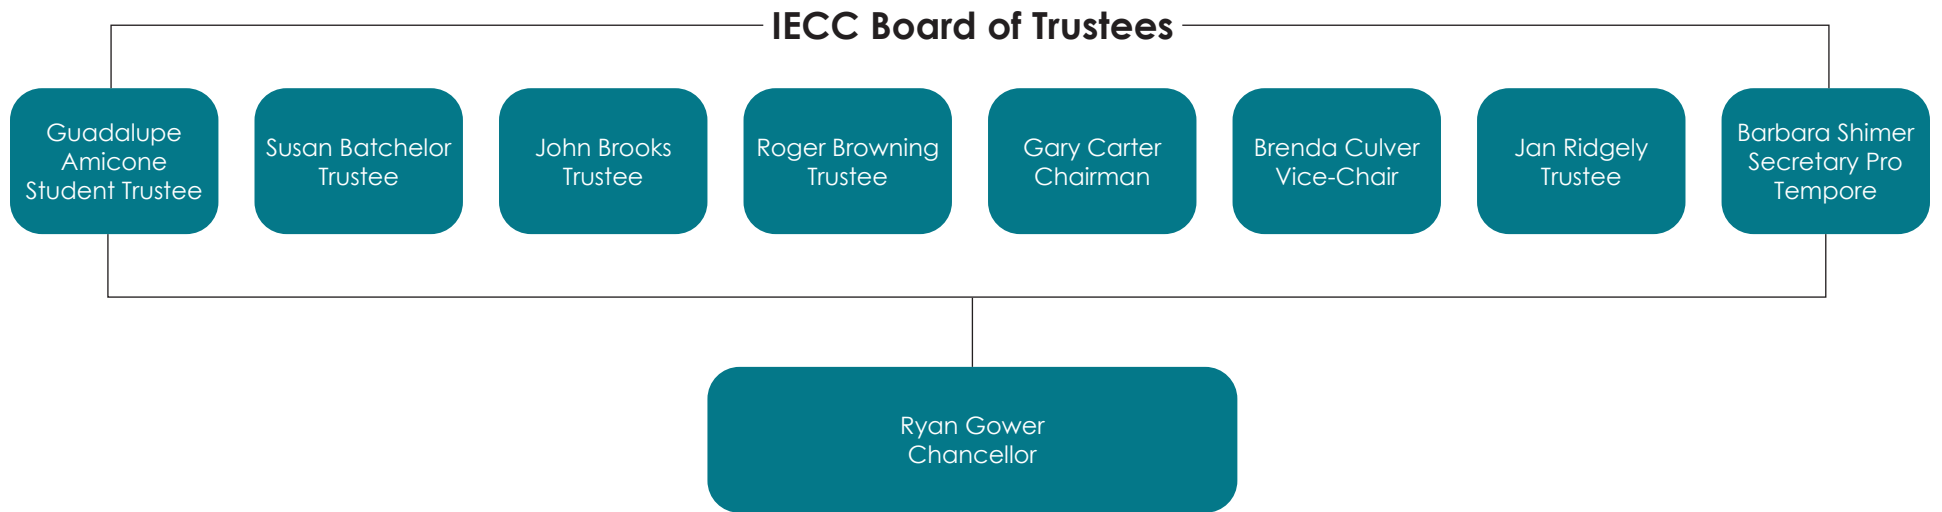 IECC Board of Trustees
Guadalupe
Amicone
Student Trustee
Susan Batchelor
Trustee
John Brooks
Trustee
Roger Browning
Trustee
Gary Carter
Chairman
Brenda Culver
Vice-Chair
Jan Ridgely
Trustee
Barbara Shimer
Secretary Pro
Tempore
Ryan Gower
Chancellor